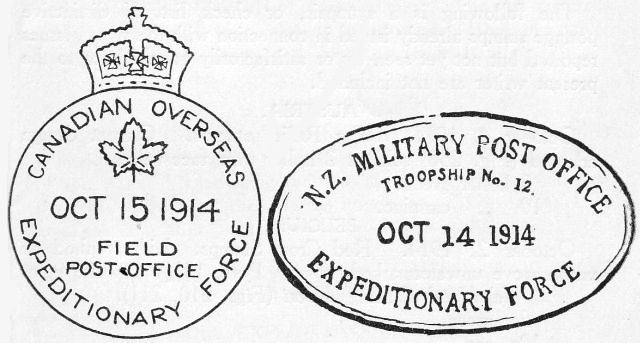 CANADIAN OVERSEAS
OCT 15 1914
FIELD
POST OFFICE
EXPEDITIONARY FORCE
N.Z. MILITARY POST OFFICE
TROOPSHIP No. 12.
OCT 14 1914
EXPEDITIONARY FORCE